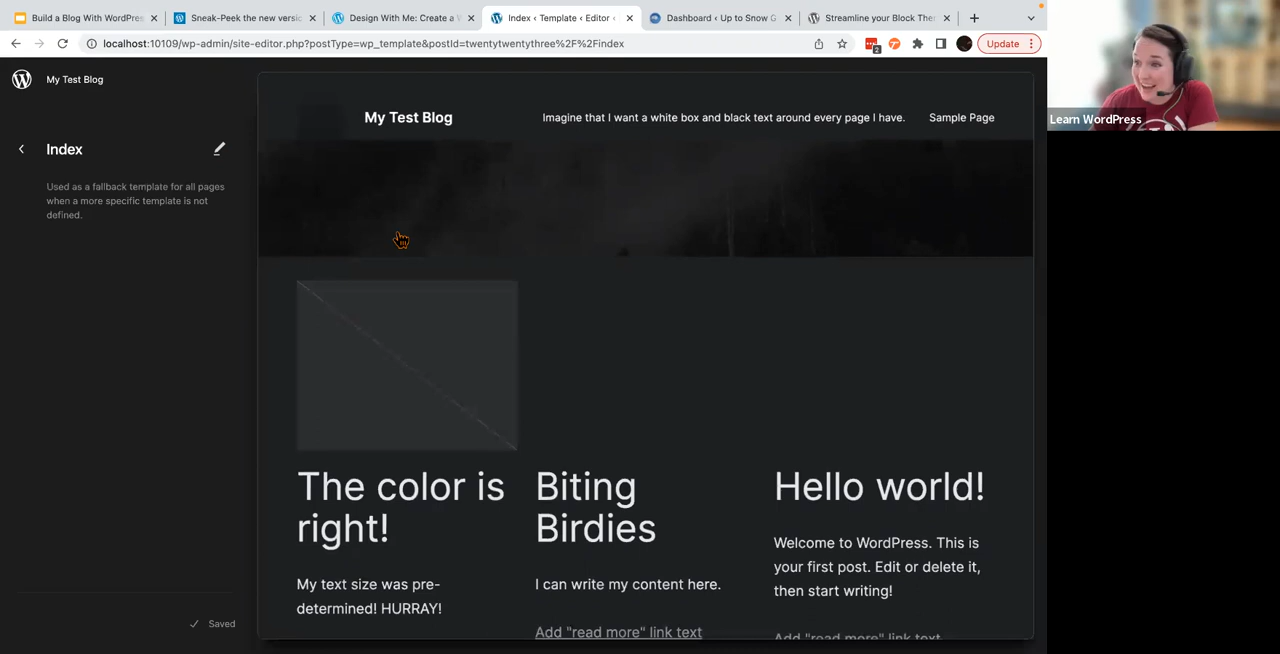 Build a Blog With WordPres
Sneak-Peek the new versio
Design With Me: Create a
Index ‹ Template ‹ Editor ‹
Dashboard ‹ Up to Snow G
Streamline your Block The
localhost:10109/wp-admin/site-editor.php?postType=wp_template&postId=twentytwentythree%2F%2Findex
2
Update
My Test Blog
Index
Used as a fallback template for all pages
when a more specific template is not
defined.
Saved
My Test Blog
Imagine that I want a white box and black text around every page I have.
Sample Page
The color is
right!
My text size was pre-
determined! HURRAY!
Biting
Birdies
I can write my content here.
Add "read more" link text
Hello world!
Welcome to WordPress. This is
your first post. Edit or delete it,
then start writing!
Add "read more" link text
Learn WordPress